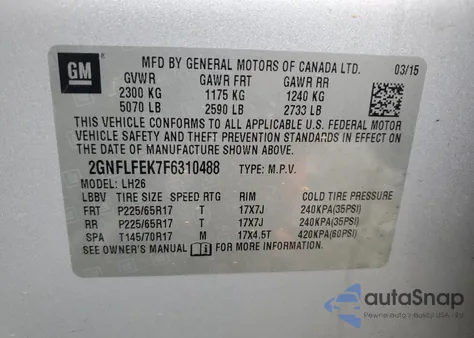 GM
MFD BY GENERAL MOTORS OF CANADA LTD. 03/15
GVWR GAWR FRT GAWR RR
2300 KG 1175 KG 1240 KG
5070 LB 2590 LB 2733 LB
THIS VEHICLE CONFORMS TO ALL APPLICABLE U.S. FEDERAL MOTOR
VEHICLE SAFETY AND THEFT PREVENTION STANDARDS IN EFFECT
ON THE DATE OF MANUFACTURE SHOWN ABOVE.
2GNFLFEK7F6310488 TYPE: M.P.V.
MODEL: LH26
LBBV TIRE SIZE SPEED RTG RIM COLD TIRE PRESSURE
FRT P225/65R17 T 17X7J 240KPA(35PSI)
RR P225/65R17 T 17X7J 240KPA(35PSI)
SPA T145/70R17 M 17X4.5T 420KPA(60PSI)
SEE OWNER'S MANUAL FOR MORE INFORMATION.
autoSnap
Pewne auta z aukcji USA